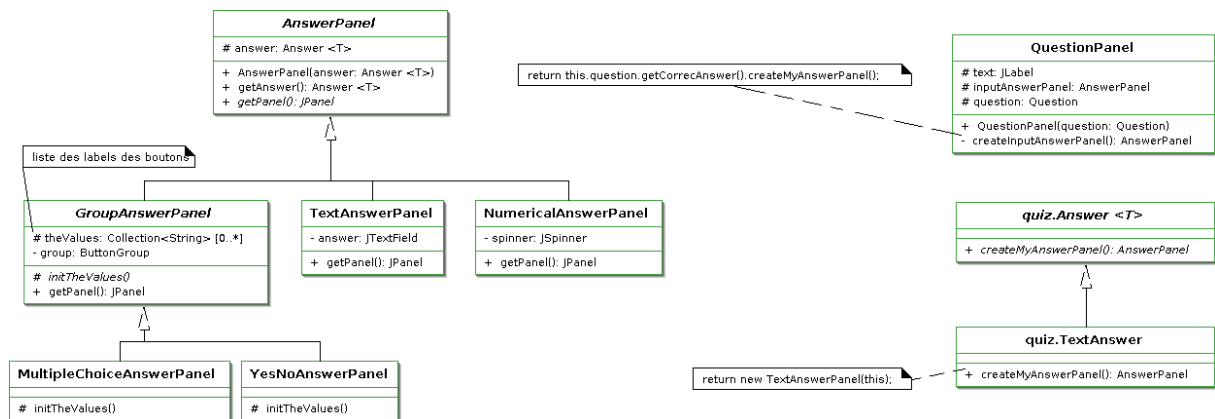 AnswerPanel
# answer: Answer <T>
+ AnswerPanel(answer: Answer <T>)
+ getAnswer(): Answer <T>
+ getPanel(): JPanel
return this.question.getCorrecAnswer().createMyAnswerPanel();
QuestionPanel
# text: JLabel
# inputAnswerPanel: AnswerPanel
# question: Question
+ QuestionPanel(question: Question)
- createInputAnswerPanel(): AnswerPanel
liste des labels des boutons
GroupAnswerPanel
# theValues: Collection<String> [0..*]
- group: ButtonGroup
# initTheValues()
+ getPanel(): JPanel
TextAnswerPanel
- answer: JTextField
+ getPanel(): JPanel
NumericalAnswerPanel
- spinner: JSpinner
+ getPanel(): JPanel
quiz.Answer <T>
+ createMyAnswerPanel(): AnswerPanel
MultipleChoiceAnswerPanel
# initTheValues()
YesNoAnswerPanel
# initTheValues()
return new TextAnswerPanel(this);
quiz.TextAnswer
+ createMyAnswerPanel(): AnswerPanel